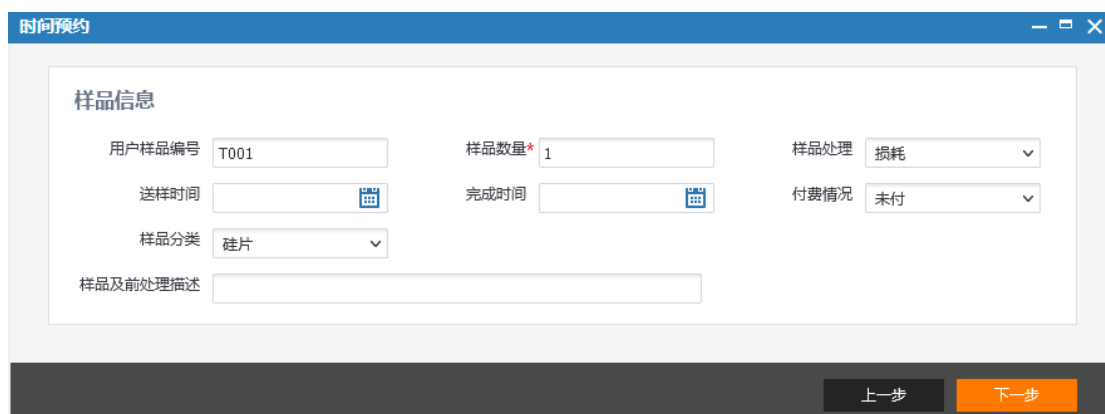 时间预约
样品信息
用户样品编号 T001 样品数量* 1 样品处理 损耗
送样时间 完成时间 付费情况 未付
样品分类 硅片
样品及前处理描述
上一步 下一步